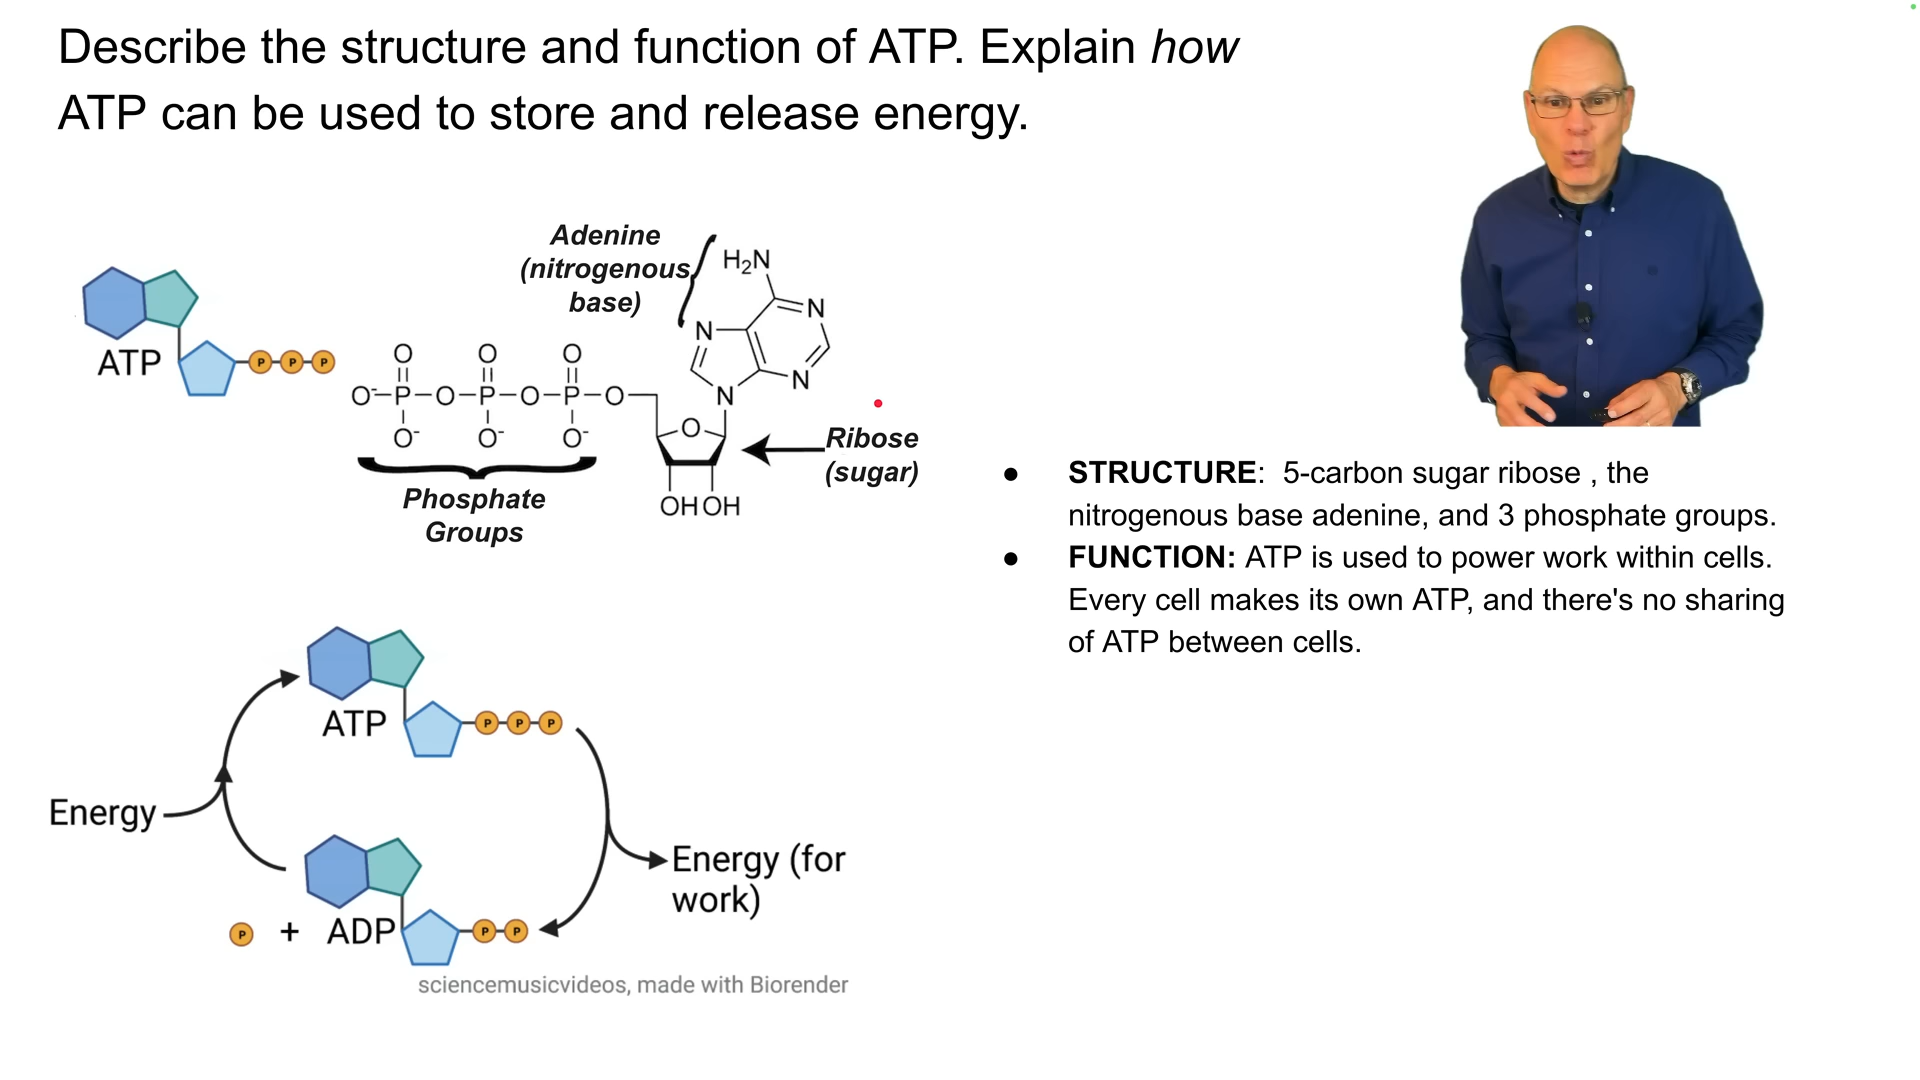 Describe the structure and function of ATP. Explain how
ATP can be used to store and release energy.
Adenine
(nitrogenous
base)
H₂N
N
N
N
N
ATP
P P P
O O O
O⁻–P–O–P–O–P–O
O⁻ O⁻ O⁻
O
OH OH
Ribose
(sugar)
Phosphate
Groups
● STRUCTURE: 5-carbon sugar ribose , the
nitrogenous base adenine, and 3 phosphate groups.
● FUNCTION: ATP is used to power work within cells.
Every cell makes its own ATP, and there's no sharing
of ATP between cells.
ATP
P P P
Energy
Energy (for
work)
P + ADP
P P
sciencemusicvideos, made with Biorender